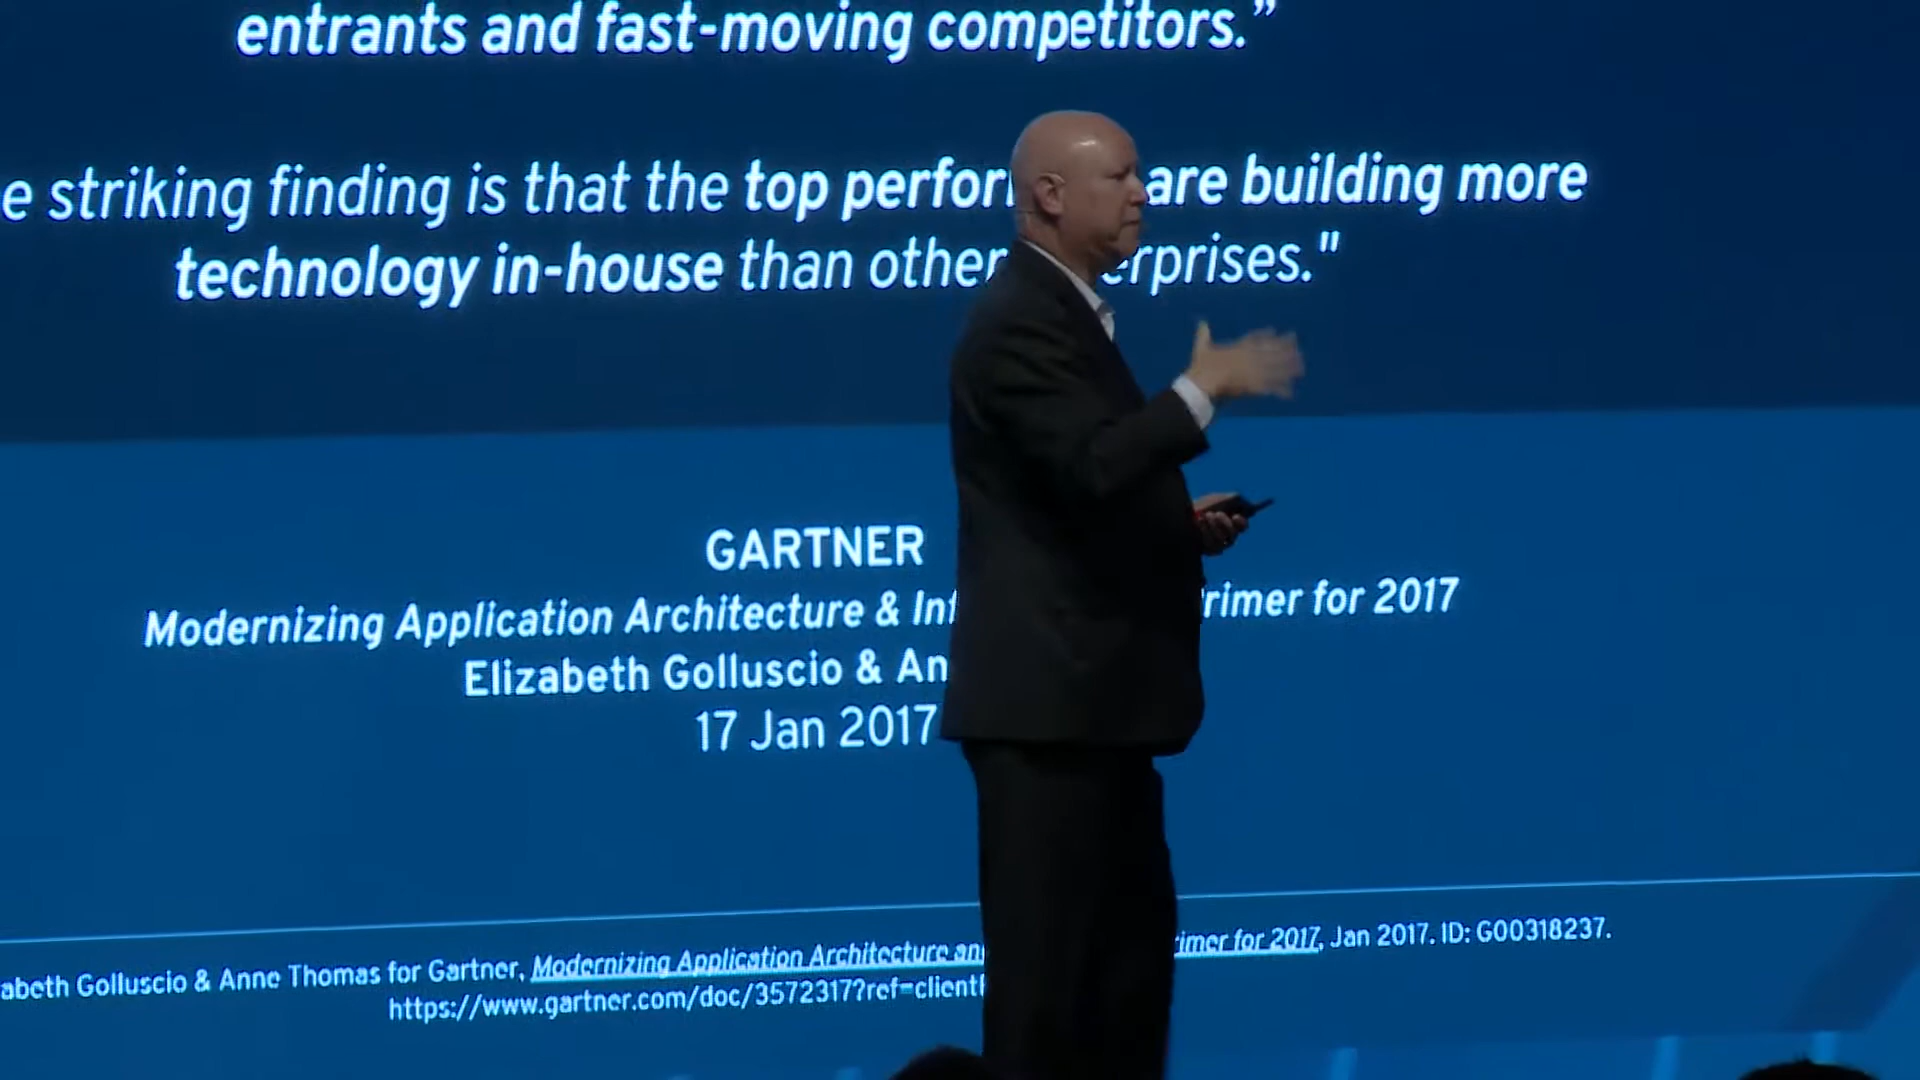 entrants and fast-moving competitors.”
e striking finding is that the top perfor are building more
technology in-house than other erprises."
GARTNER
Modernizing Application Architecture & Inf rimer for 2017
Elizabeth Golluscio & An
17 Jan 2017
abeth Golluscio & Anne Thomas for Gartner, Modernizing Application Architecture an imer for 2017, Jan 2017. ID: G00318237.
https://www.gartner.com/doc/3572317?ref=client